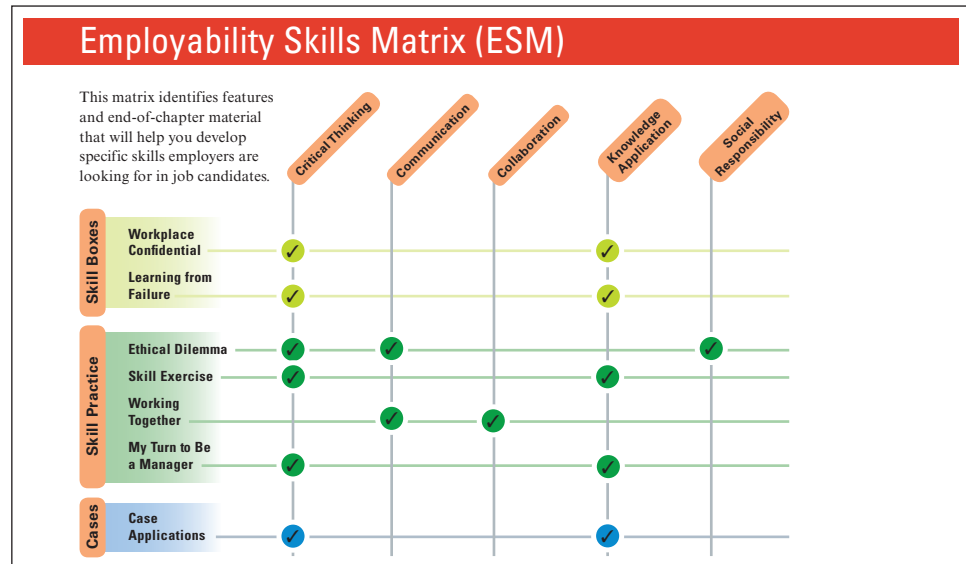 Employability Skills Matrix (ESM)
This matrix identifies features
and end-of-chapter material
that will help you develop
specific skills employers are
looking for in job candidates.
Critical Thinking
Communication
Collaboration
Knowledge
Application
Social
Responsibility
Skill Boxes
Workplace
Confidential
Learning from
Failure
Skill Practice
Ethical Dilemma
Skill Exercise
Working
Together
My Turn to Be
a Manager
Cases
Case
Applications